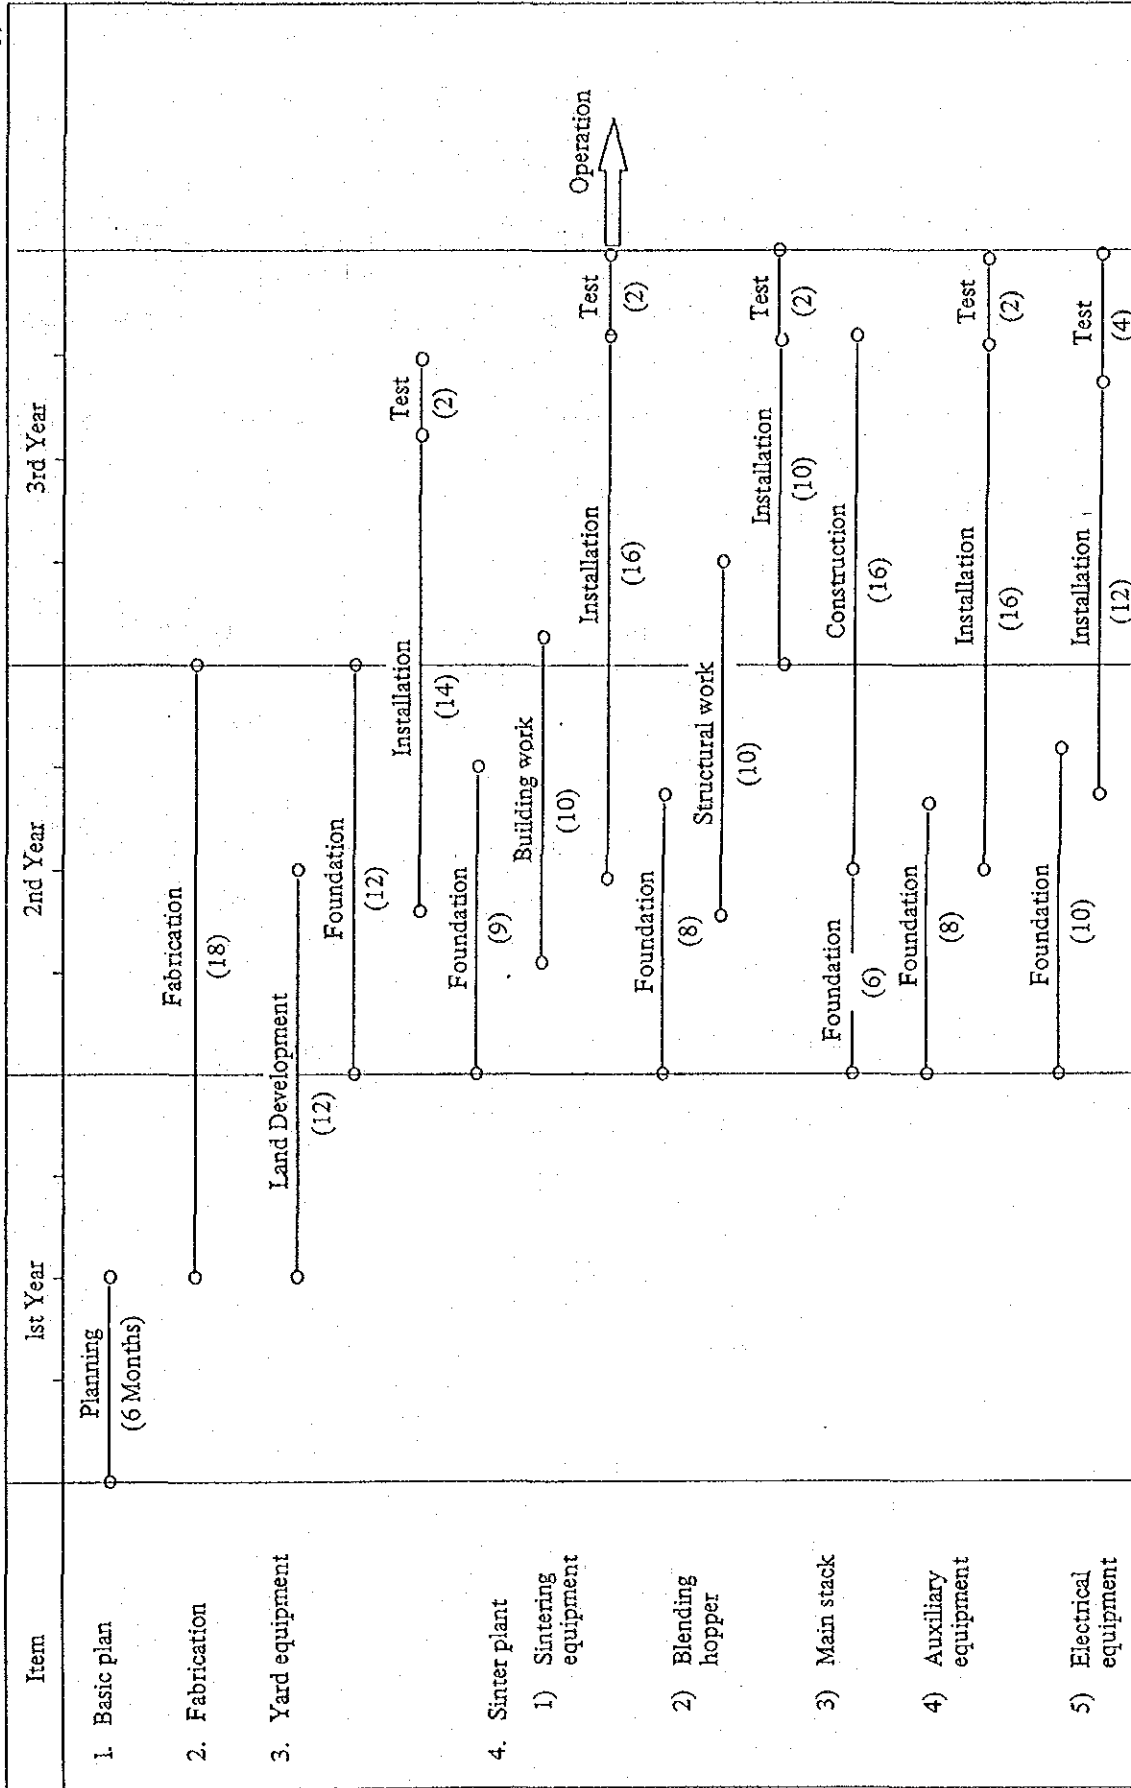 Item
1st Year
2nd Year
3rd Year
1. Basic plan
Planning
(6 Months)
2. Fabrication
Fabrication
(18)
3. Yard equipment
Land Development
(12)
Foundation
(12)
Installation
(14)
Test
(2)
4. Sinter plant
Foundation
(9)
1) Sintering
equipment
Building work
(10)
Installation
(16)
Test
(2)
Operation
2) Blending
hopper
Foundation
(8)
Structural work
(10)
Installation
(10)
Test
(2)
3) Main stack
Foundation
(6)
Construction
(16)
4) Auxiliary
equipment
Foundation
(8)
Installation
(16)
Test
(2)
5) Electrical
equipment
Foundation
(10)
Installation
(12)
Test
(4)